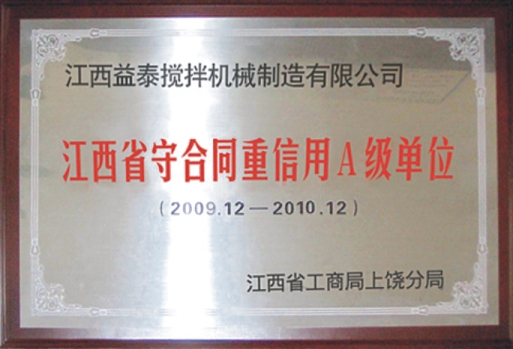 江西益泰搅拌机械制造有限公司
江西省守合同重信用A级单位
(2009.12—2010.12)
江西省工商局上饶分局